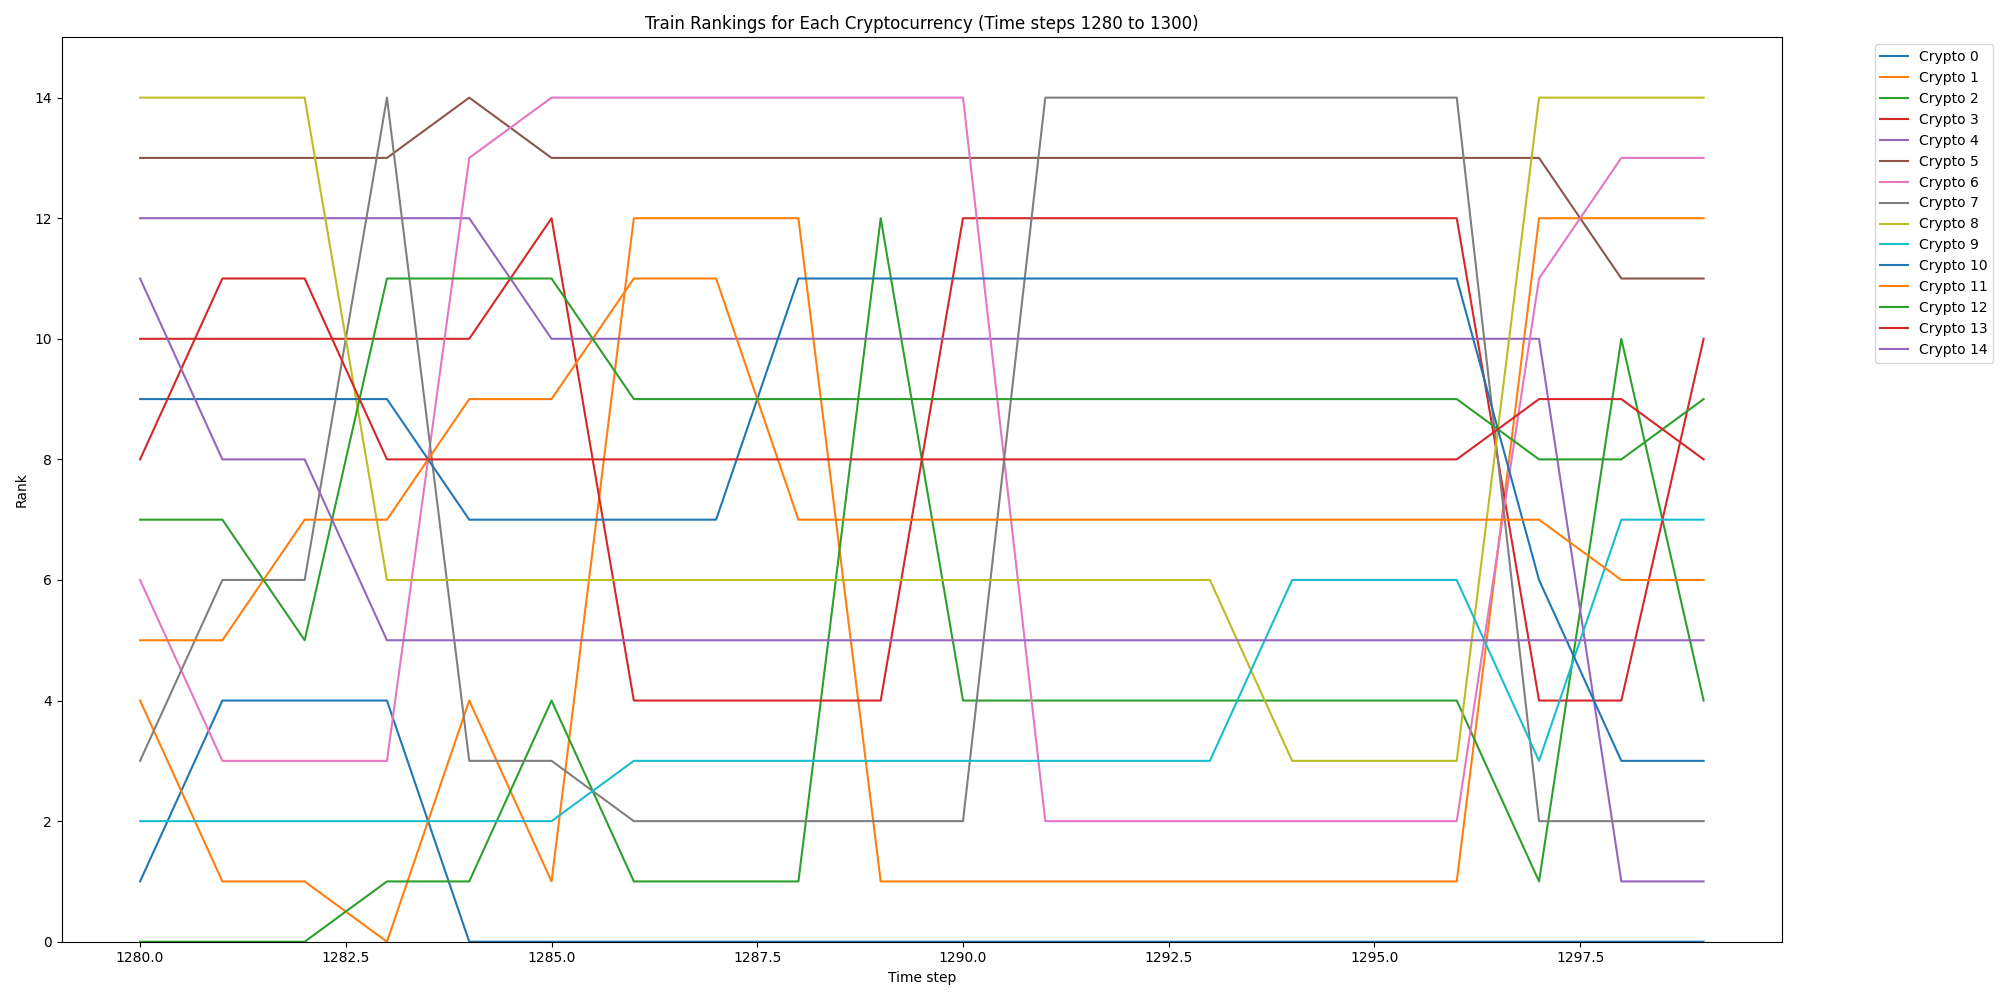 Train Rankings for Each Cryptocurrency (Time steps 1280 to 1300)
Rank
14
12
10
8
6
4
2
0
1280.0 1282.5 1285.0 1287.5 1290.0 1292.5 1295.0 1297.5
Time step
Crypto 0
Crypto 1
Crypto 2
Crypto 3
Crypto 4
Crypto 5
Crypto 6
Crypto 7
Crypto 8
Crypto 9
Crypto 10
Crypto 11
Crypto 12
Crypto 13
Crypto 14